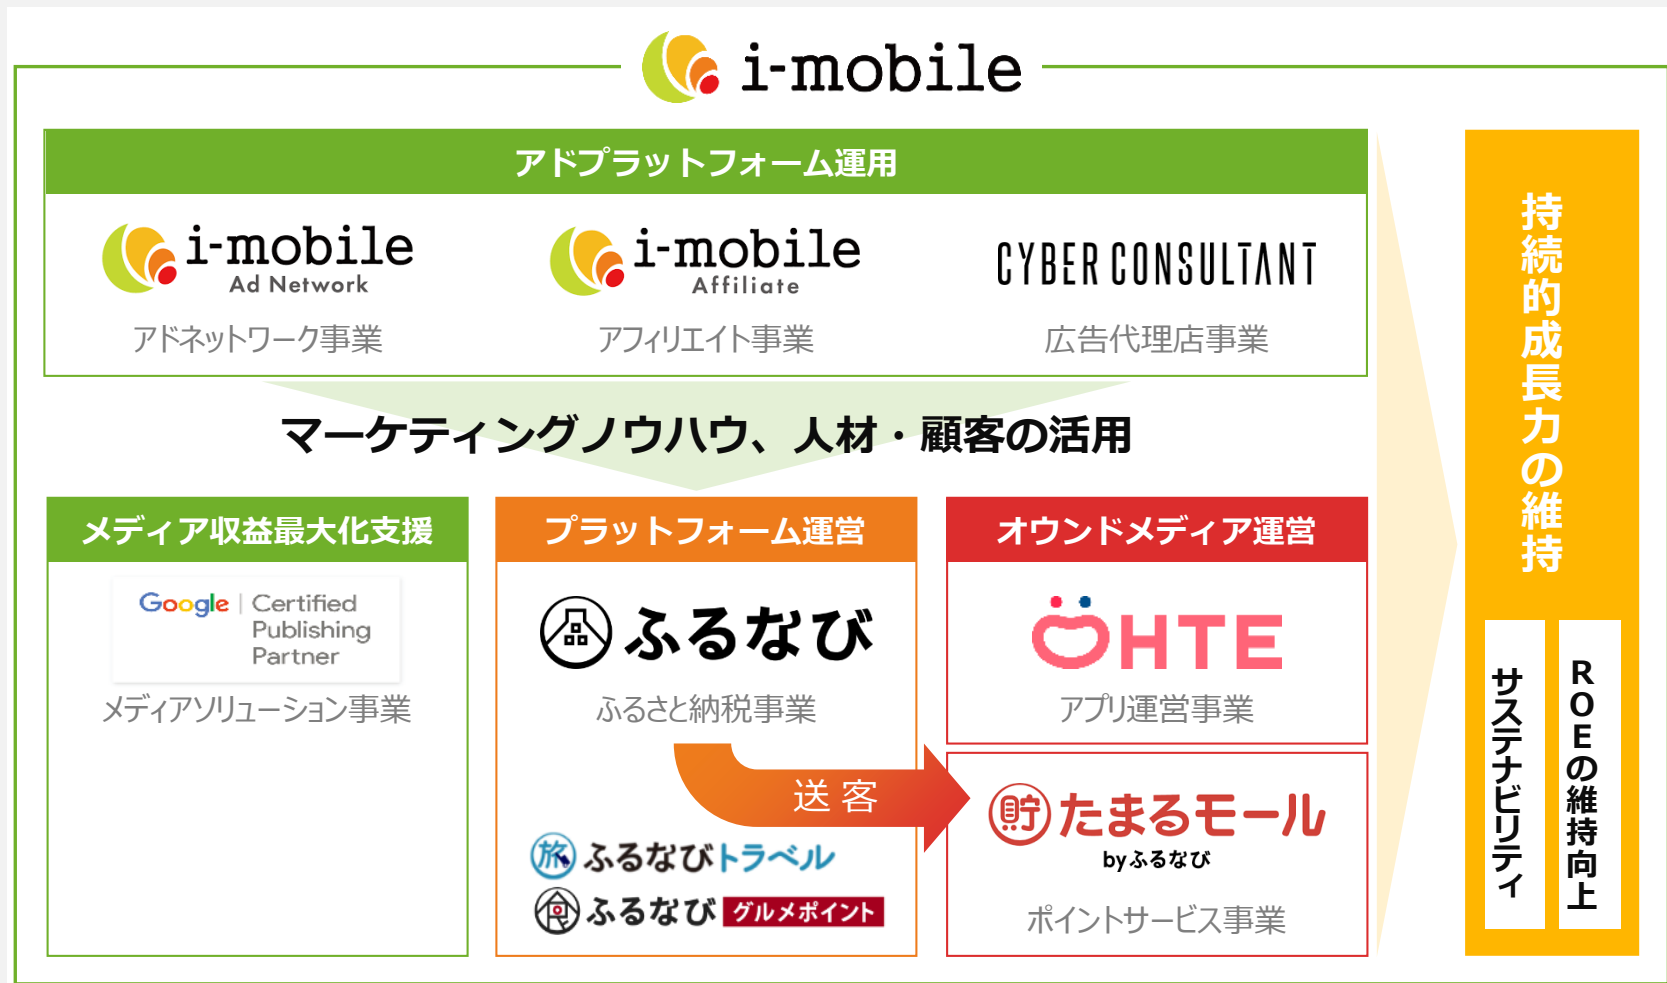 i-mobile
アドプラットフォーム運用
i-mobile
Ad Network
アドネットワーク事業
i-mobile
Affiliate
アフィリエイト事業
CYBER CONSULTANT
広告代理店事業
マーケティングノウハウ、人材・顧客の活用
メディア収益最大化支援
Google | Certified
Publishing
Partner
メディアソリューション事業
プラットフォーム運営
ふるなび
ふるさと納税事業
送客
旅 ふるなびトラベル
食 ふるなび グルメポイント
オウンドメディア運営
ÖHTE
アプリ運営事業
貯 たまるモール
byふるなび
ポイントサービス事業
持続的成長力の維持
サステナビリティ
ROEの維持向上